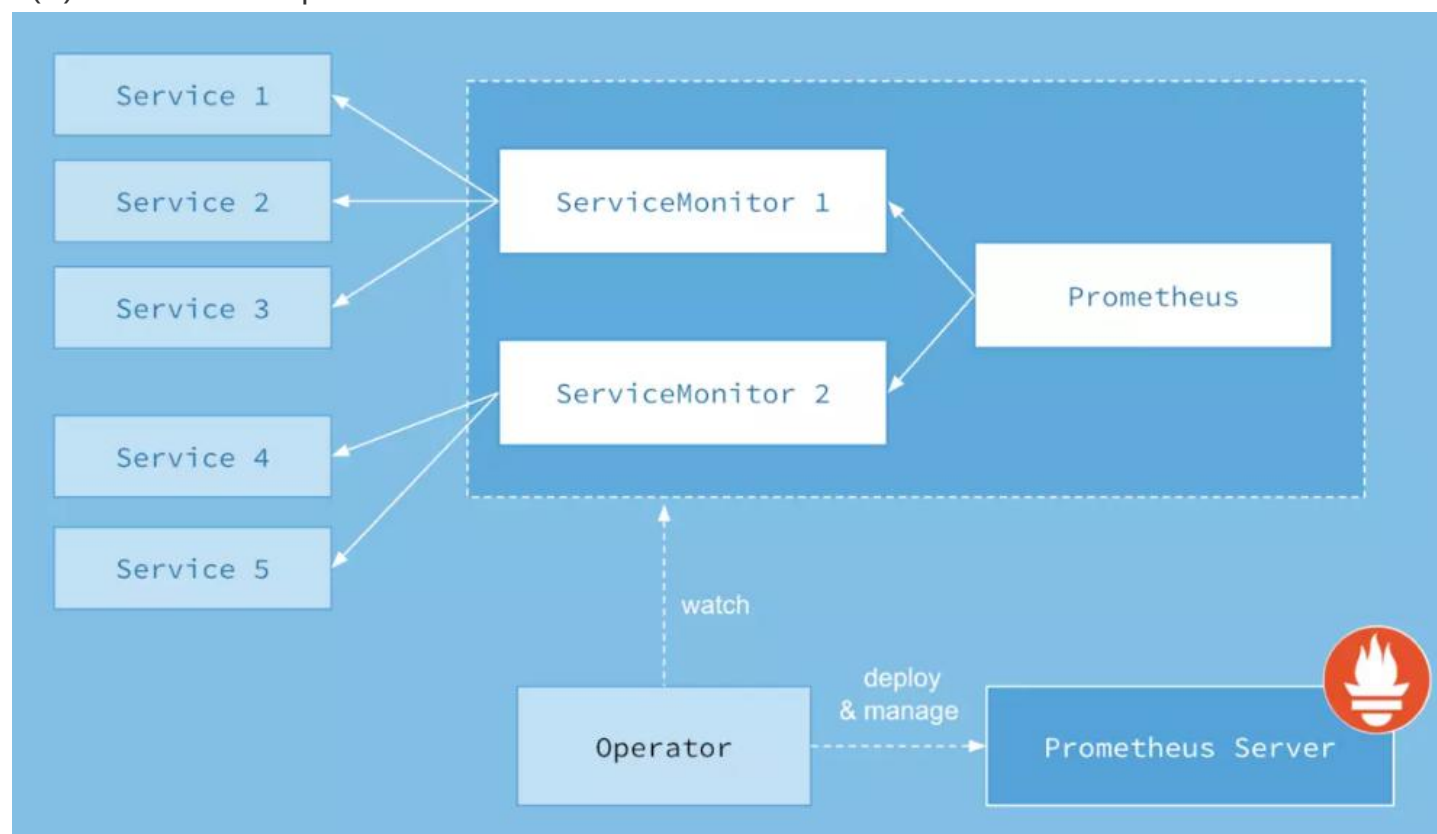 Service 1
Service 2
Service 3
Service 4
Service 5
ServiceMonitor 1
ServiceMonitor 2
Prometheus
watch
Operator
deploy
& manage
Prometheus Server